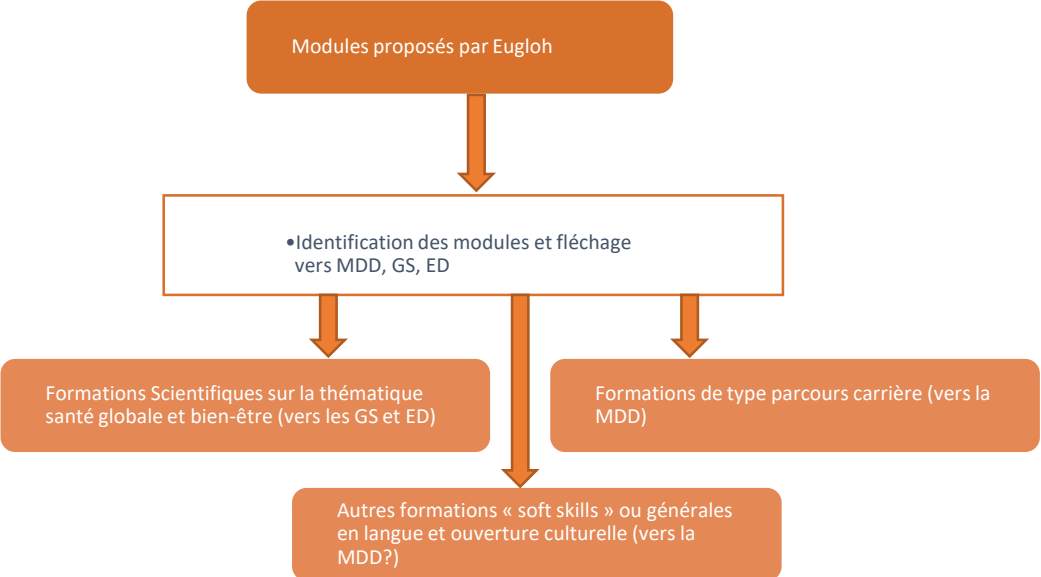 Modules proposés par Eugloh
•Identification des modules et fléchage
vers MDD, GS, ED
Formations Scientifiques sur la thématique
santé globale et bien-être (vers les GS et ED)
Formations de type parcours carrière (vers la
MDD)
Autres formations « soft skills » ou générales
en langue et ouverture culturelle (vers la
MDD?)